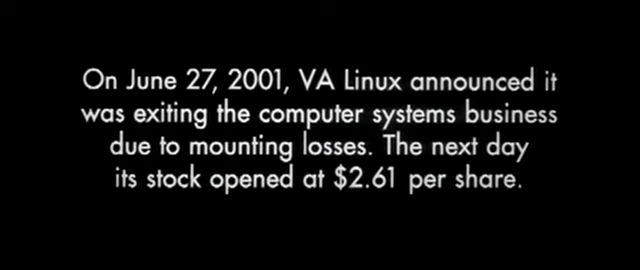 On June 27, 2001, VA Linux announced it
was exiting the computer systems business
due to mounting losses. The next day
its stock opened at $2.61 per share.